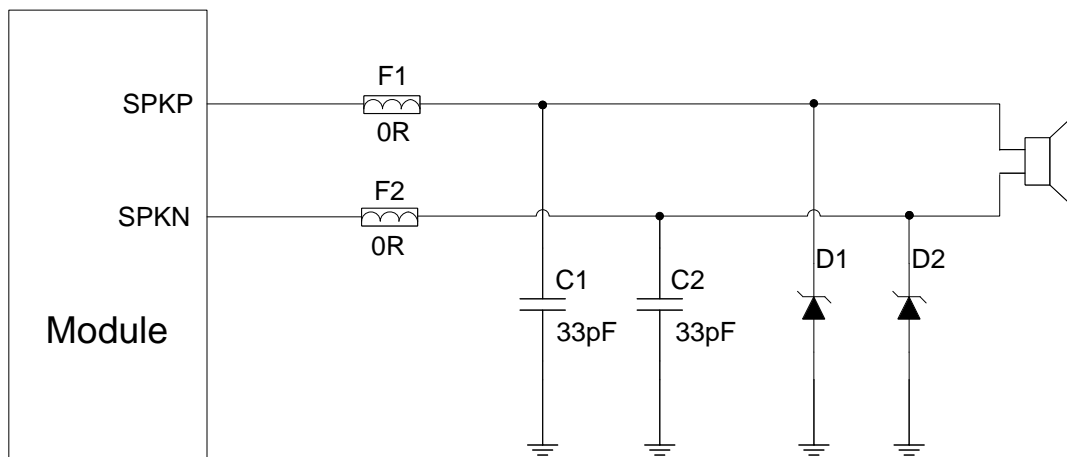 F1
SPKP
0R
F2
SPKN
0R
D1
D2
C1
C2
Module
33pF
33pF